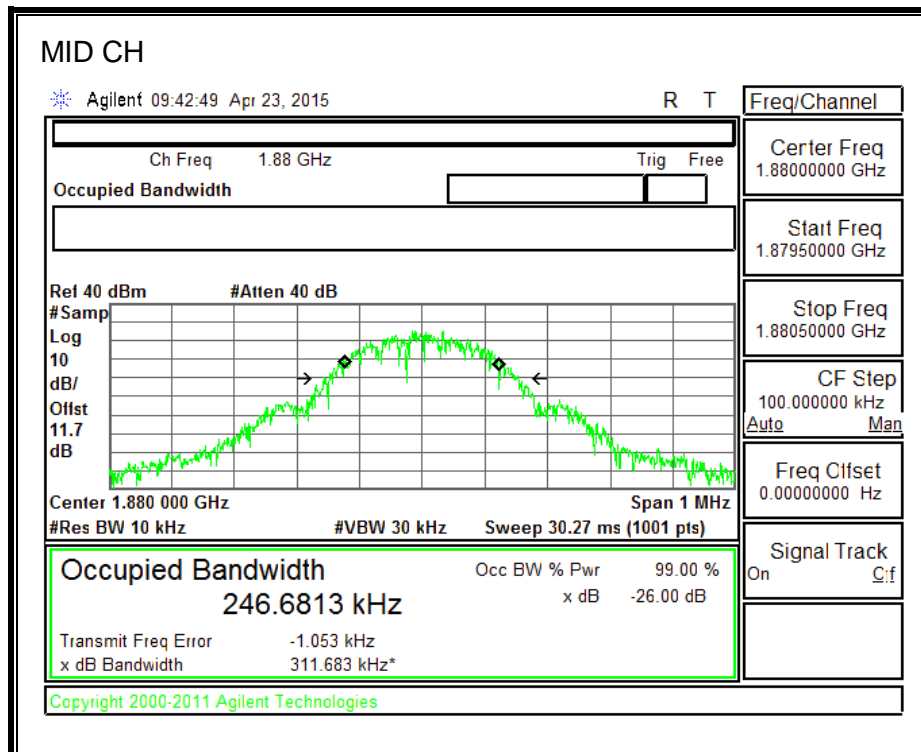 MID CH
Agilent 09:42:49 Apr 23, 2015 R T
Freq/Channel
Ch Freq 1.88 GHz Trig Free
Occupied Bandwidth
Center Freq
1.88000000 GHz
Start Freq
1.87950000 GHz
Stop Freq
1.88050000 GHz
CF Step
100.000000 kHz
Auto Man
Freq Offset
0.00000000 Hz
Signal Track
On Off
Ref 40 dBm #Atten 40 dB
#Samp
Log
10
dB/
Offst
11.7
dB
Center 1.880 000 GHz Span 1 MHz
#Res BW 10 kHz #VBW 30 kHz Sweep 30.27 ms (1001 pts)
Occupied Bandwidth Occ BW % Pwr 99.00 %
246.6813 kHz x dB -26.00 dB
Transmit Freq Error -1.053 kHz
x dB Bandwidth 311.683 kHz*
Copyright 2000-2011 Agilent Technologies